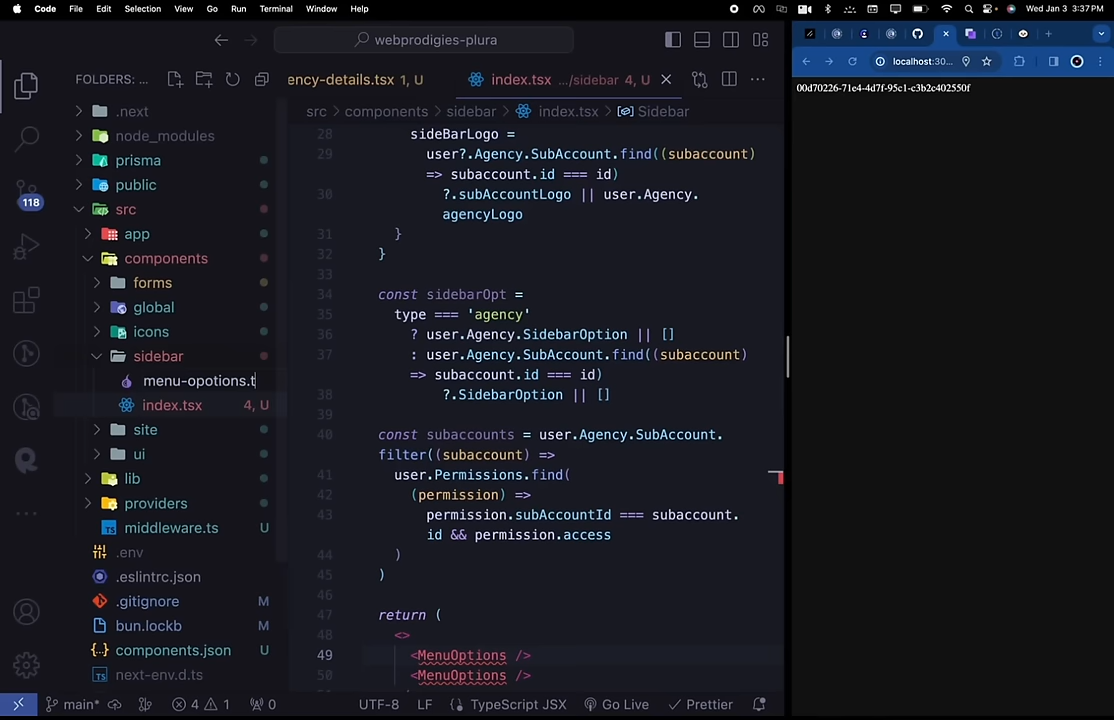 Code File Edit Selection View Go Run Terminal Window Help Wed Jan 3 3:37 PM
webprodigies-plura
FOLDERS: ...
ency-details.tsx 1, U
index.tsx .../sidebar 4, U
localhost:30...
00d70226-71e4-4d7f-95c1-c3b2c402550f
src > components > sidebar > index.tsx > Sidebar
.next
node_modules
prisma
public
src
app
components
forms
global
icons
sidebar
menu-opotions.t
index.tsx 4, U
site
ui
lib
providers
middleware.ts U
.env
.eslintrc.json
.gitignore M
bun.lockb M
components.json U
next-env.d.ts
118
28 sideBarLogo =
29 user?.Agency.SubAccount.find((subaccount)
=> subaccount.id === id)
30 ?.subAccountLogo || user.Agency.
agencyLogo
31 }
32 }
33
34 const sidebarOpt =
35 type === 'agency'
36 ? user.Agency.SidebarOption || []
37 : user.Agency.SubAccount.find((subaccount)
=> subaccount.id === id)
38 ?.SidebarOption || []
39
40 const subaccounts = user.Agency.SubAccount.
filter((subaccount) =>
41 user.Permissions.find(
42 (permission) =>
43 permission.subAccountId === subaccount.
id && permission.access
44 )
45 )
46
47 return (
48 <>
49 <MenuOptions />
50 <MenuOptions />
main* 4 1 0 UTF-8 LF TypeScript JSX Go Live Prettier